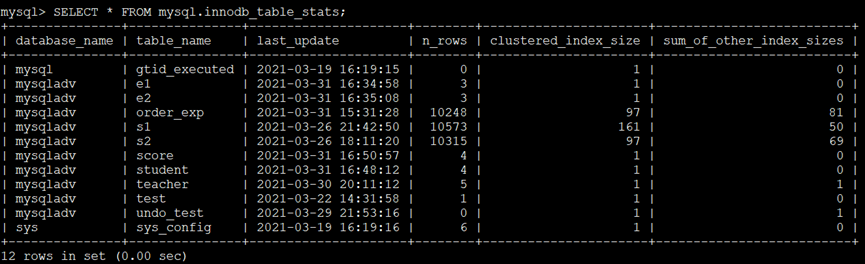 mysql> SELECT * FROM mysql.innodb_table_stats;
+---------------+---------------+---------------------+--------+----------------------+--------------------------+
| database_name | table_name    | last_update         | n_rows | clustered_index_size | sum_of_other_index_sizes |
+---------------+---------------+---------------------+--------+----------------------+--------------------------+
| mysql         | gtid_executed | 2021-03-19 16:19:15 |      0 |                    1 |                        0 |
| mysqladv      | e1            | 2021-03-31 16:34:58 |      3 |                    1 |                        0 |
| mysqladv      | e2            | 2021-03-31 16:35:08 |      3 |                    1 |                        0 |
| mysqladv      | order_exp     | 2021-03-31 15:31:28 |  10248 |                   97 |                       81 |
| mysqladv      | s1            | 2021-03-26 21:42:50 |  10573 |                  161 |                       50 |
| mysqladv      | s2            | 2021-03-26 18:11:20 |  10315 |                   97 |                       69 |
| mysqladv      | score         | 2021-03-31 16:50:57 |      4 |                    1 |                        0 |
| mysqladv      | student       | 2021-03-31 16:48:12 |      4 |                    1 |                        0 |
| mysqladv      | teacher       | 2021-03-30 20:11:12 |      5 |                    1 |                        1 |
| mysqladv      | test          | 2021-03-22 14:31:58 |      1 |                    1 |                        0 |
| mysqladv      | undo_test     | 2021-03-29 21:53:16 |      0 |                    1 |                        1 |
| sys           | sys_config    | 2021-03-19 16:19:16 |      6 |                    1 |                        0 |
+---------------+---------------+---------------------+--------+----------------------+--------------------------+
12 rows in set (0.00 sec)